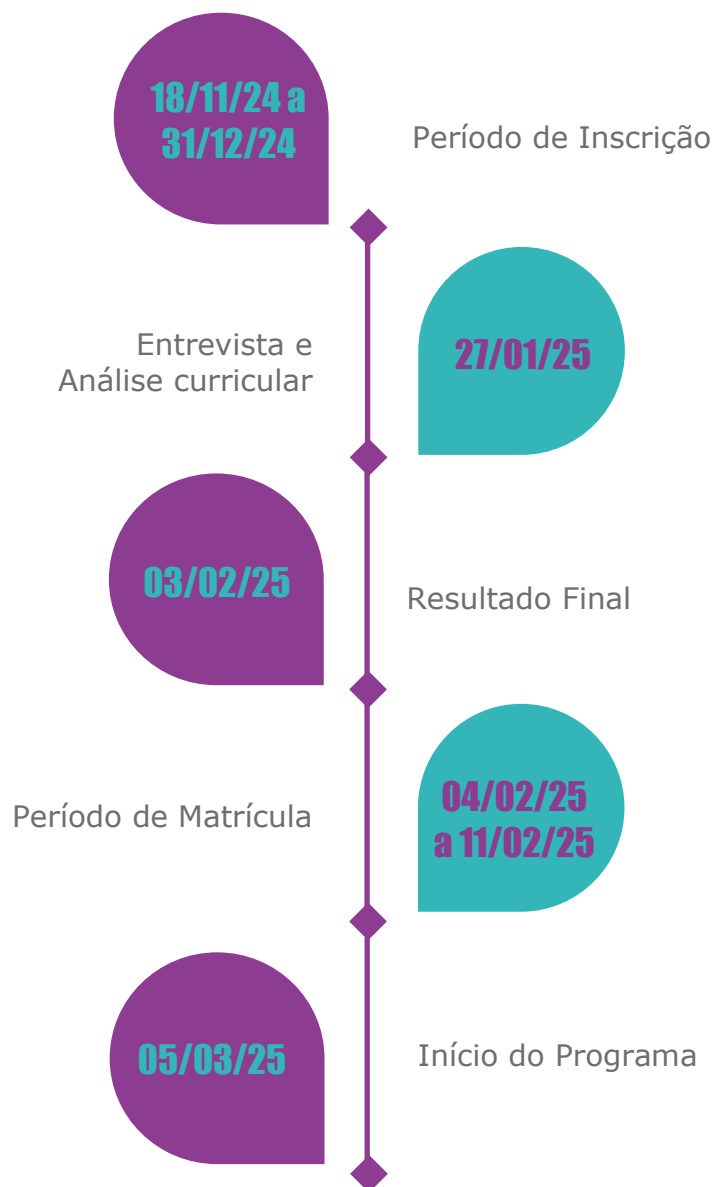 18/11/24 a
31/12/24
Período de Inscrição
Entrevista e
Análise curricular
27/01/25
03/02/25
Resultado Final
Período de Matrícula
04/02/25
a 11/02/25
05/03/25
Início do Programa